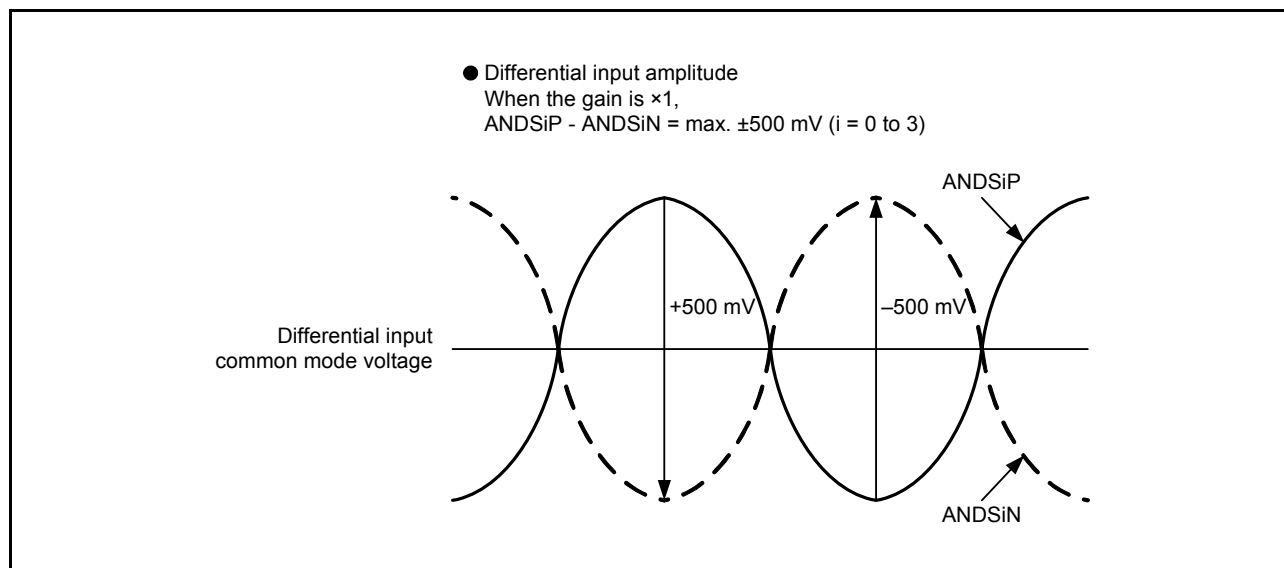 ● Differential input amplitude
When the gain is ×1,
ANDSiP - ANDSiN = max. ±500 mV (i = 0 to 3)
ANDSiP
+500 mV
–500 mV
Differential input
common mode voltage
ANDSiN